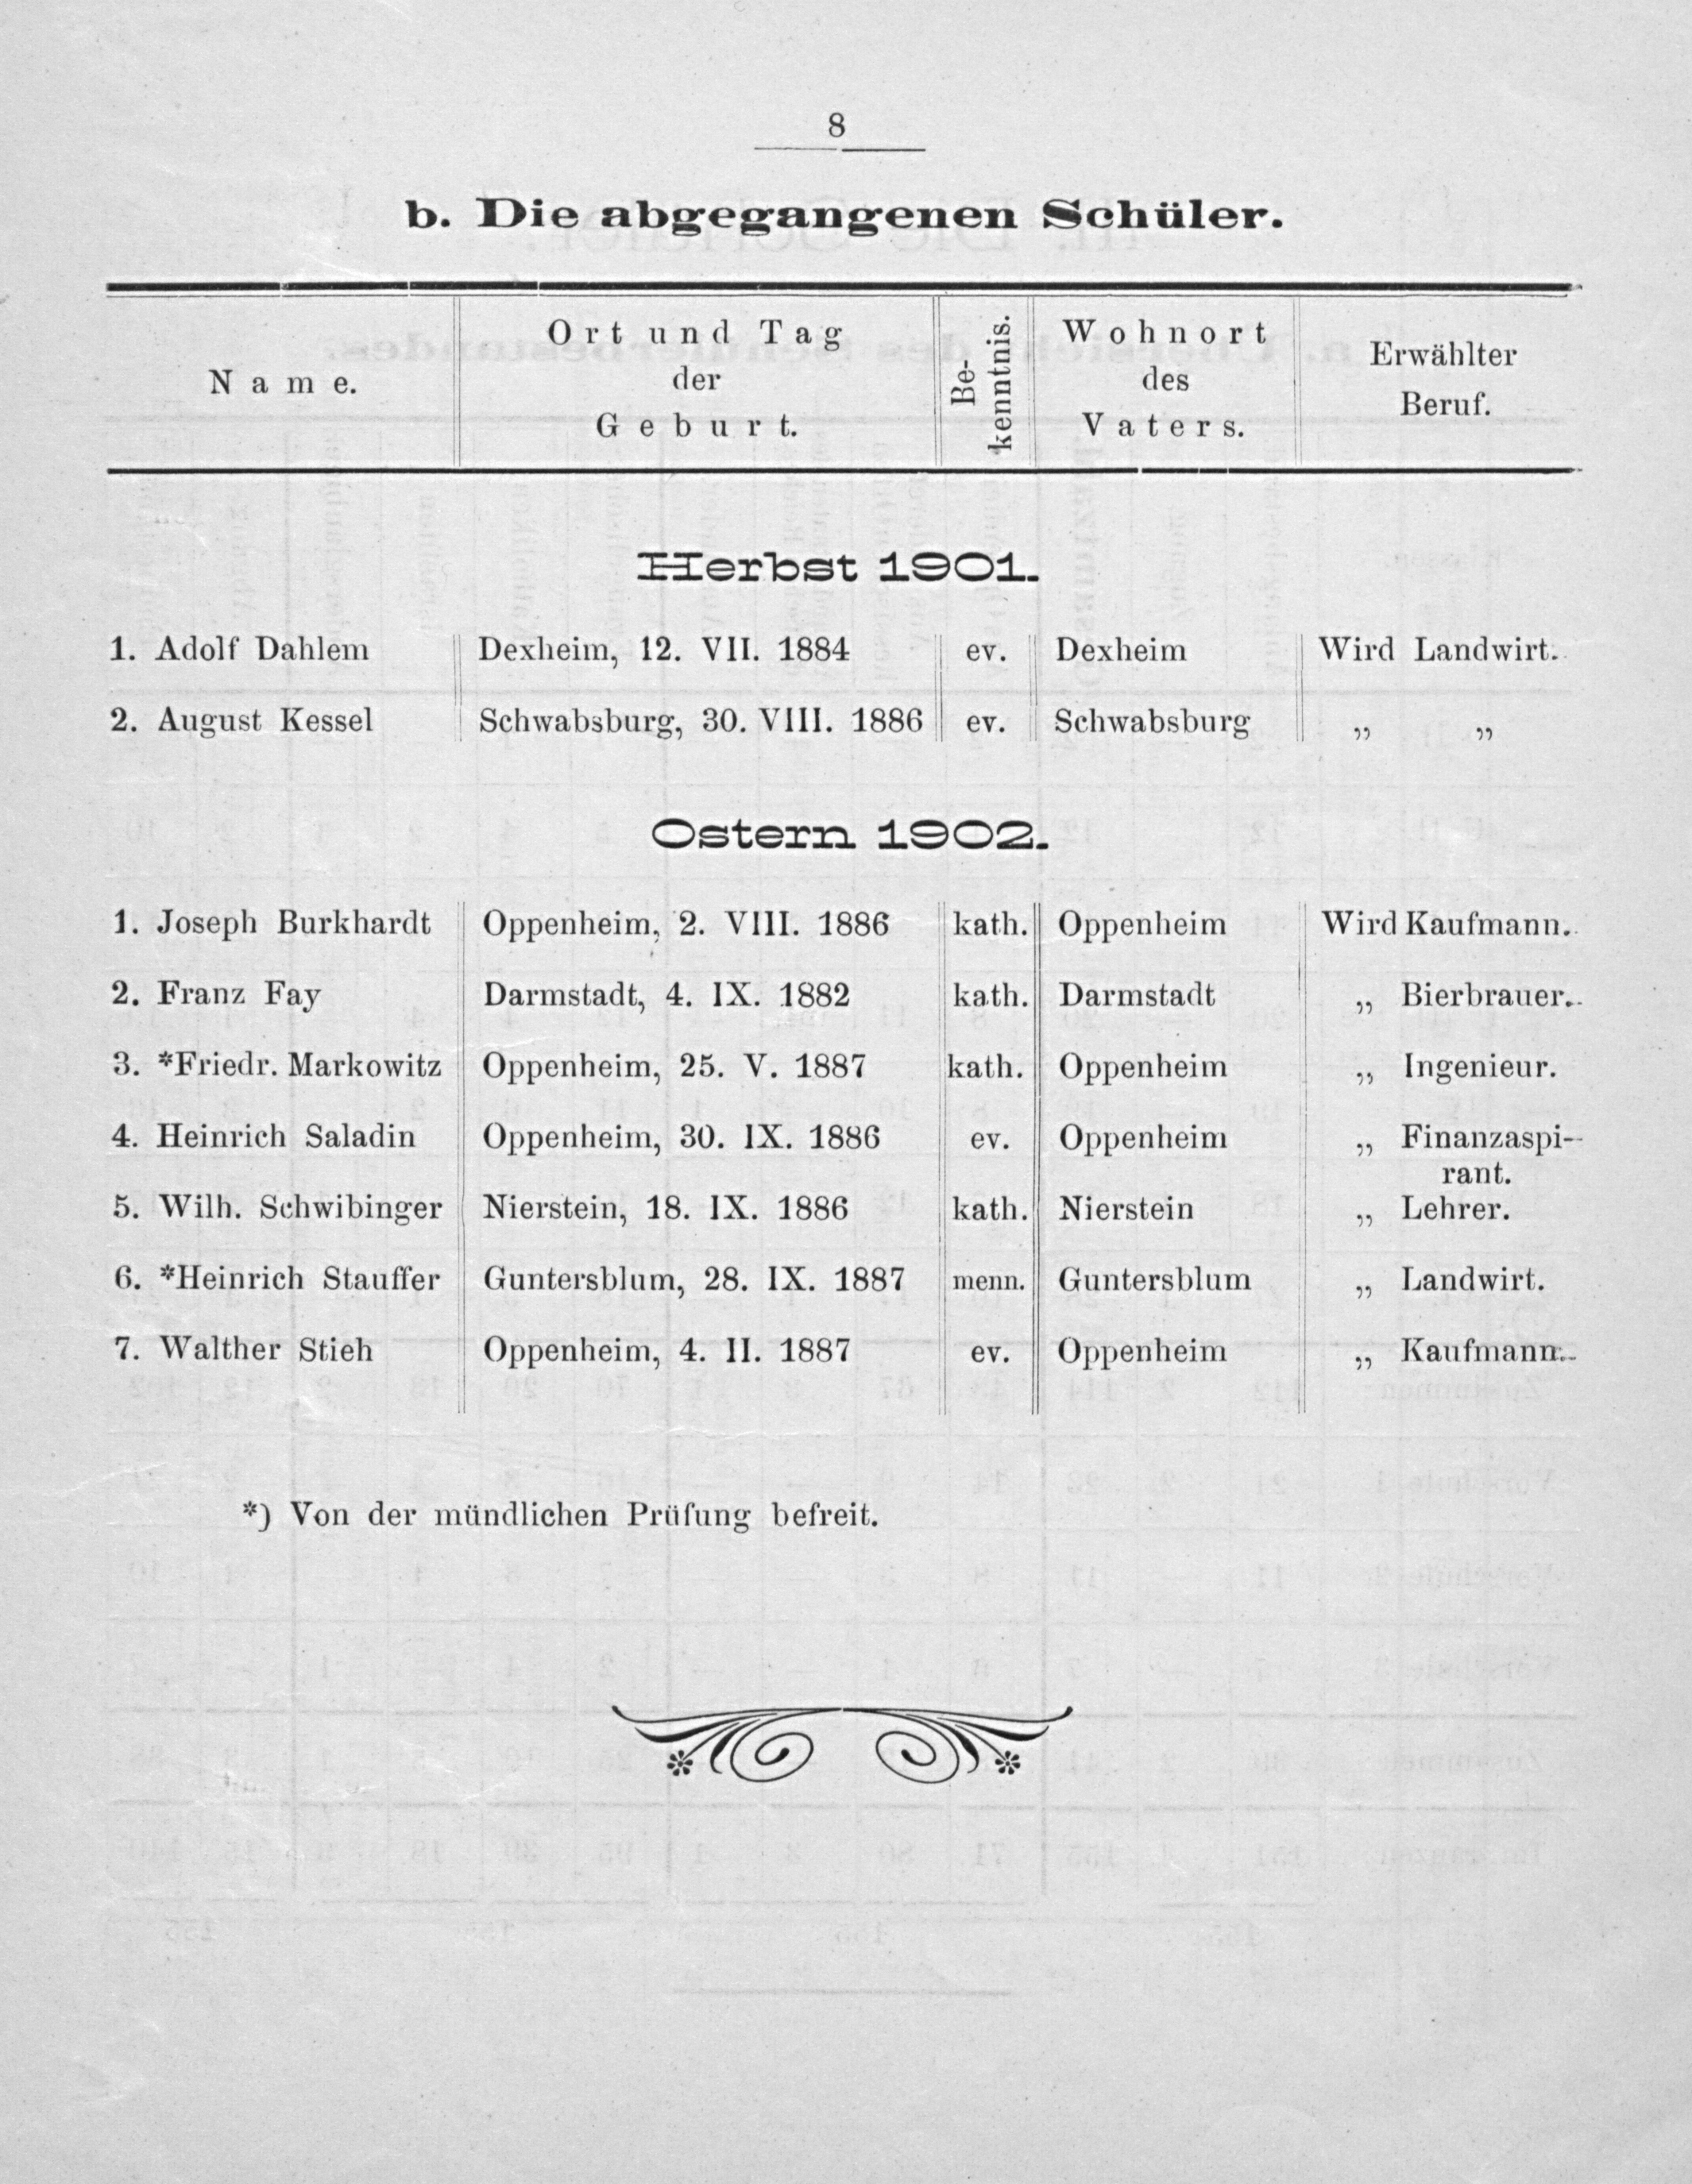 8
b. Die abgegangenen Schüler.
Name.
Ort und Tag
der
Geburt.
Be-
kenntnis.
Wohnort
des
Vaters.
Erwählter
Beruf.
Herbst 1901.
1. Adolf Dahlem Dexheim, 12. VII. 1884 ev. Dexheim Wird Landwirt.
2. August Kessel Schwabsburg, 30. VIII. 1886 ev. Schwabsburg „ „
Ostern 1902.
1. Joseph Burkhardt Oppenheim, 2. VIII. 1886 kath. Oppenheim Wird Kaufmann.
2. Franz Fay Darmstadt, 4. IX. 1882 kath. Darmstadt „ Bierbrauer.
3. *Friedr. Markowitz Oppenheim, 25. V. 1887 kath. Oppenheim „ Ingenieur.
4. Heinrich Saladin Oppenheim, 30. IX. 1886 ev. Oppenheim „ Finanzaspi-
rant.
5. Wilh. Schwibinger Nierstein, 18. IX. 1886 kath. Nierstein „ Lehrer.
6. *Heinrich Stauffer Guntersblum, 28. IX. 1887 menn. Guntersblum „ Landwirt.
7. Walther Stieh Oppenheim, 4. II. 1887 ev. Oppenheim „ Kaufmann.
*) Von der mündlichen Prüfung befreit.